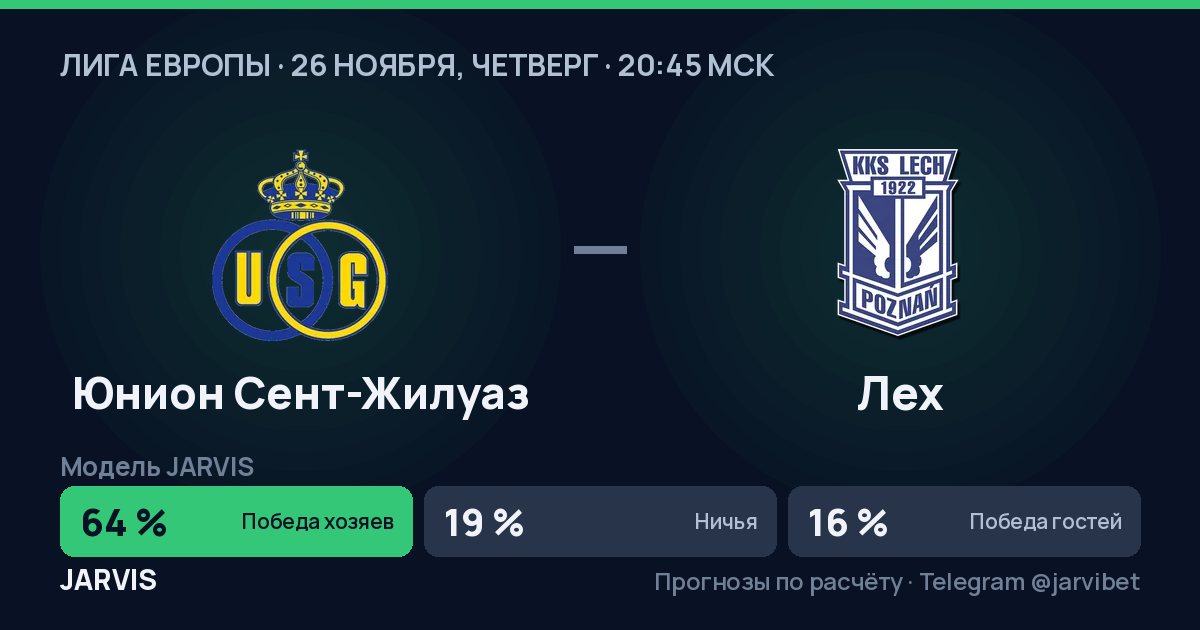 ЛИГА ЕВРОПЫ · 26 НОЯБРЯ, ЧЕТВЕРГ · 20:45 МСК
USG
KKS LECH
1922
POZNAŃ
—
Юнион Сент-Жилуаз
Лех
Модель JARVIS
64 % Победа хозяев
19 % Ничья
16 % Победа гостей
JARVIS
Прогнозы по расчёту · Telegram @jarvibet